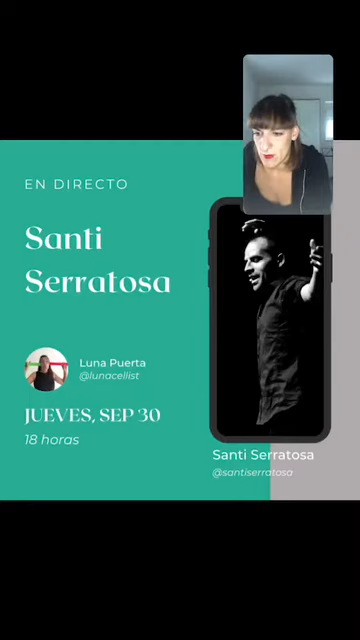 EN DIRECTO
Santi
Serratosa
Luna Puerta
@lunacellist
JUEVES, SEP 30
18 horas
Santi Serratosa
@santiserratosa